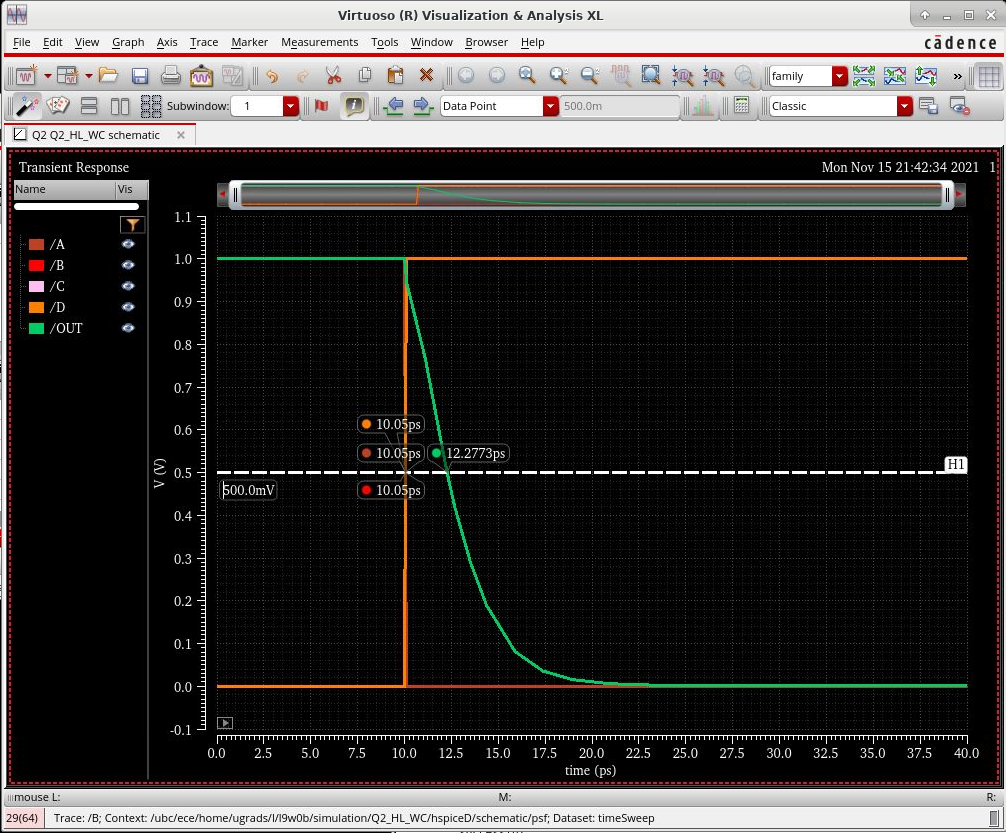 Virtuoso (R) Visualization & Analysis XL
File Edit View Graph Axis Trace Marker Measurements Tools Window Browser Help
cādence
family
»
Subwindow: 1
Data Point
500.0m
Classic
Q2 Q2_HL_WC schematic
Transient Response
Mon Nov 15 21:42:34 2021 1
Name Vis
/A
/B
/C
/D
/OUT
V (V)
1.1
1.0
0.9
0.8
0.7
0.6
0.5
0.4
0.3
0.2
0.1
0.0
-0.1
10.05ps
10.05ps
12.2773ps
H1
500.0mV
10.05ps
0.0 2.5 5.0 7.5 10.0 12.5 15.0 17.5 20.0 22.5 25.0 27.5 30.0 32.5 35.0 37.5 40.0
time (ps)
mouse L: M: R:
29(64) Trace: /B; Context: /ubc/ece/home/ugrads/l/l9w0b/simulation/Q2_HL_WC/hspiceD/schematic/psf; Dataset: timeSweep